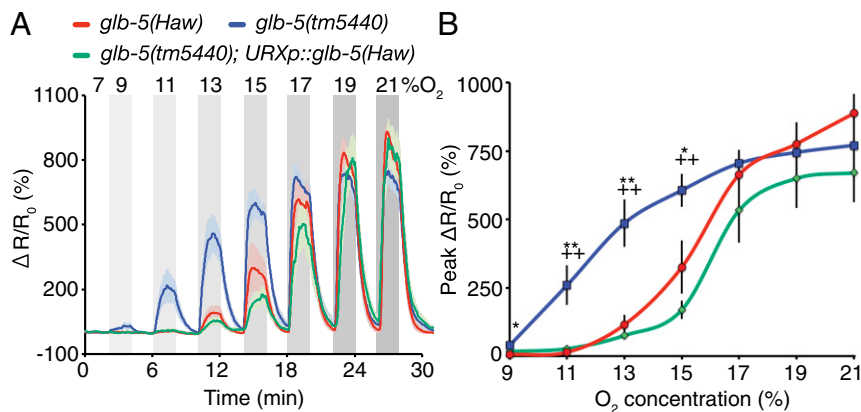 A
glb-5(Haw) glb-5(tm5440)
glb-5(tm5440); URXp::glb-5(Haw)
7 9 11 13 15 17 19 21 %O₂
1100
800
500
200
-100
Δ R/R₀ (%)
0 6 12 18 24 30
Time (min)
B
1000
750
500
250
0
Peak ΔR/R₀ (%)
*
**
++
**
++
*
++
9 11 13 15 17 19 21
O₂ concentration (%)